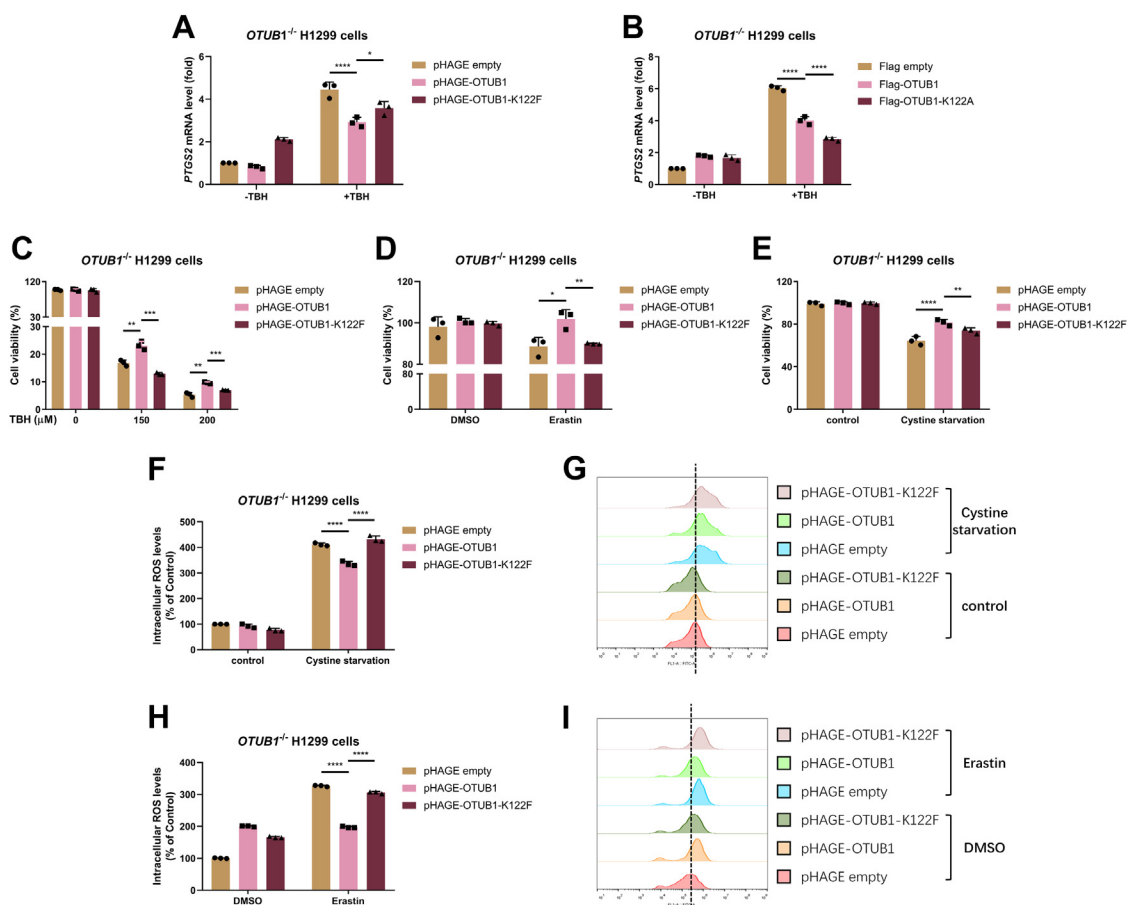 A
OTUB1-/- H1299 cells
PTGS2 mRNA level (fold)
6
4
2
0
****
*
-TBH
+TBH
pHAGE empty
pHAGE-OTUB1
pHAGE-OTUB1-K122F
B
OTUB1-/- H1299 cells
PTGS2 mRNA level (fold)
8
6
4
2
0
****
****
-TBH
+TBH
Flag empty
Flag-OTUB1
Flag-OTUB1-K122A
C
OTUB1-/- H1299 cells
Cell viability (%)
120
30
30
20
10
0
**
***
**
***
TBH (μM)
0
150
200
pHAGE empty
pHAGE-OTUB1
pHAGE-OTUB1-K122F
D
OTUB1-/- H1299 cells
Cell viability (%)
120
100
80
80
0
*
**
DMSO
Erastin
pHAGE empty
pHAGE-OTUB1
pHAGE-OTUB1-K122F
E
OTUB1-/- H1299 cells
Cell viability (%)
120
80
40
0
****
**
control
Cystine starvation
pHAGE empty
pHAGE-OTUB1
pHAGE-OTUB1-K122F
F
OTUB1-/- H1299 cells
Intracellular ROS levels
(% of Control)
500
400
300
200
100
0
****
****
control
Cystine starvation
pHAGE empty
pHAGE-OTUB1
pHAGE-OTUB1-K122F
G
pHAGE-OTUB1-K122F
pHAGE-OTUB1
pHAGE empty
Cystine
starvation
pHAGE-OTUB1-K122F
pHAGE-OTUB1
pHAGE empty
control
H
OTUB1-/- H1299 cells
Intracellular ROS levels
(% of Control)
400
300
200
100
0
****
****
DMSO
Erastin
pHAGE empty
pHAGE-OTUB1
pHAGE-OTUB1-K122F
I
pHAGE-OTUB1-K122F
pHAGE-OTUB1
pHAGE empty
Erastin
pHAGE-OTUB1-K122F
pHAGE-OTUB1
pHAGE empty
DMSO